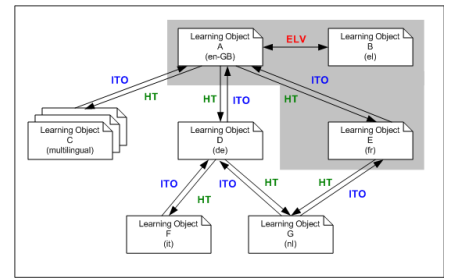 Learning Object
A
(en-GB)
ELV
Learning Object
B
(el)
ITO
HT
HT
ITO
ITO
HT
Learning Object
C
(multilingual)
Learning Object
D
(de)
Learning Object
E
(fr)
ITO
HT
ITO
HT
HT
ITO
Learning Object
F
(it)
Learning Object
G
(nl)